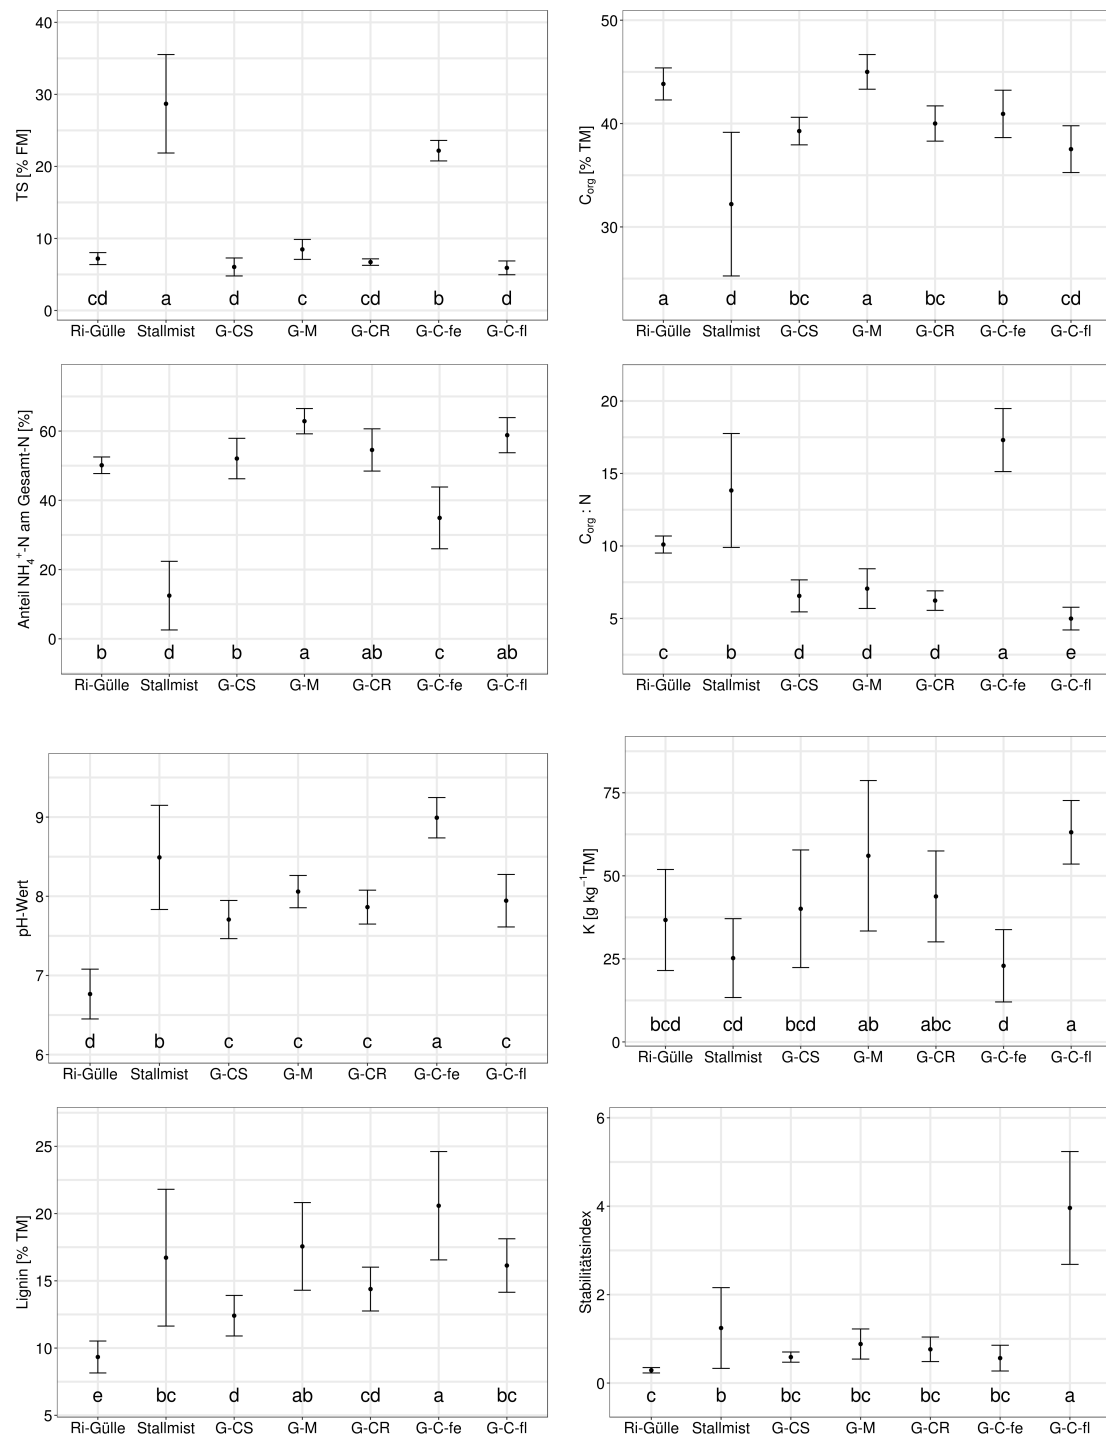 TS [% FM]
40
30
20
10
0
cd a d c cd b d
Ri-Gülle Stallmist G-CS G-M G-CR G-C-fe G-C-fl
C_org [% TM]
50
40
30
a d bc a bc b cd
Ri-Gülle Stallmist G-CS G-M G-CR G-C-fe G-C-fl
Anteil NH₄⁺-N am Gesamt-N [%]
60
40
20
0
b d b a ab c ab
Ri-Gülle Stallmist G-CS G-M G-CR G-C-fe G-C-fl
C_org : N
20
15
10
5
c b d d d a e
Ri-Gülle Stallmist G-CS G-M G-CR G-C-fe G-C-fl
pH-Wert
9
8
7
6
d b c c c a c
Ri-Gülle Stallmist G-CS G-M G-CR G-C-fe G-C-fl
K [g kg⁻¹TM]
75
50
25
0
bcd cd bcd ab abc d a
Ri-Gülle Stallmist G-CS G-M G-CR G-C-fe G-C-fl
Lignin [% TM]
25
20
15
10
5
e bc d ab cd a bc
Ri-Gülle Stallmist G-CS G-M G-CR G-C-fe G-C-fl
Stabilitätsindex
6
4
2
0
c b bc bc bc bc a
Ri-Gülle Stallmist G-CS G-M G-CR G-C-fe G-C-fl